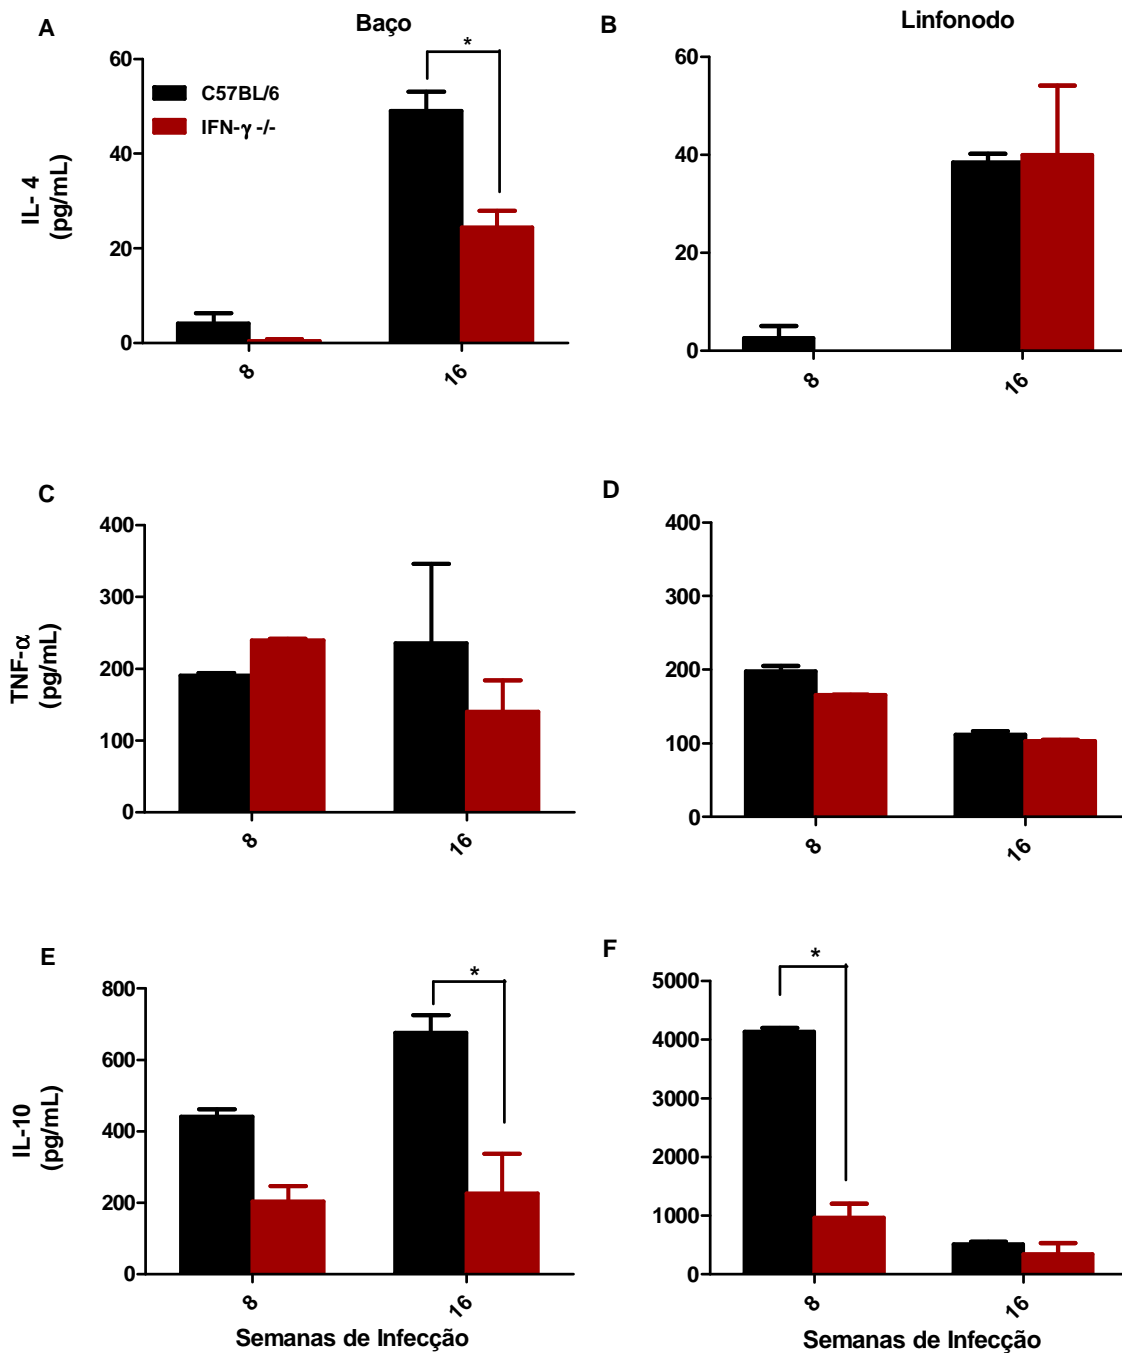 A
Baço
B
Linfonodo
*
60
40
20
0
C57BL/6
IFN-γ -/-
IL- 4
(pg/mL)
8
16
60
40
20
0
8
16
C
D
400
300
200
100
0
TNF-α
(pg/mL)
8
16
400
300
200
100
0
8
16
E
F
*
800
600
400
200
0
IL-10
(pg/mL)
8
16
Semanas de Infecção
*
5000
4000
3000
2000
1000
0
8
16
Semanas de Infecção